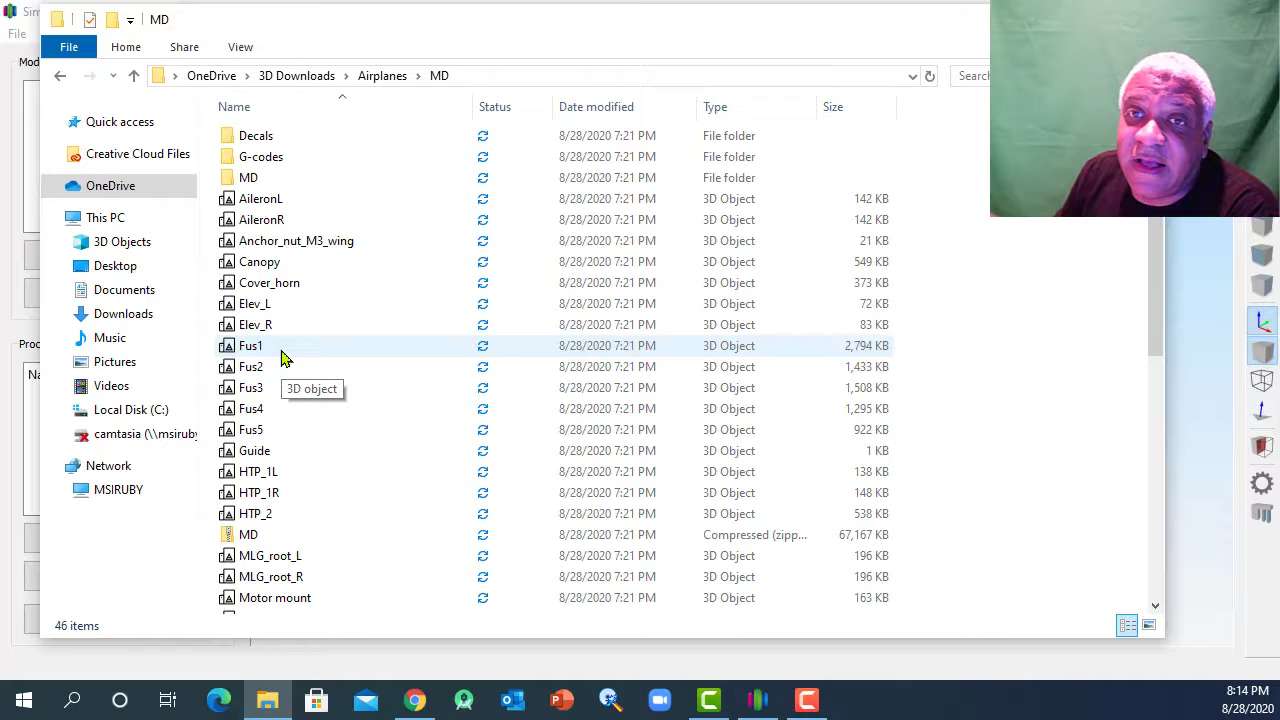 Sim
MD
File
File Home Share View
Mod
OneDrive 3D Downloads Airplanes MD Search
Name Status Date modified Type Size
Quick access
Creative Cloud Files
OneDrive
This PC
3D Objects
Desktop
Documents
Downloads
Music
Pictures
Videos
Local Disk (C:)
camtasia (\\msiruby
Network
MSIRUBY
Proc
Na
Decals 8/28/2020 7:21 PM File folder
G-codes 8/28/2020 7:21 PM File folder
MD 8/28/2020 7:21 PM File folder
AileronL 8/28/2020 7:21 PM 3D Object 142 KB
AileronR 8/28/2020 7:21 PM 3D Object 142 KB
Anchor_nut_M3_wing 8/28/2020 7:21 PM 3D Object 21 KB
Canopy 8/28/2020 7:21 PM 3D Object 549 KB
Cover_horn 8/28/2020 7:21 PM 3D Object 373 KB
Elev_L 8/28/2020 7:21 PM 3D Object 72 KB
Elev_R 8/28/2020 7:21 PM 3D Object 83 KB
Fus1 8/28/2020 7:21 PM 3D Object 2,794 KB
Fus2 8/28/2020 7:21 PM 3D Object 1,433 KB
Fus3 8/28/2020 7:21 PM 3D Object 1,508 KB
3D object
Fus4 8/28/2020 7:21 PM 3D Object 1,295 KB
Fus5 8/28/2020 7:21 PM 3D Object 922 KB
Guide 8/28/2020 7:21 PM 3D Object 1 KB
HTP_1L 8/28/2020 7:21 PM 3D Object 138 KB
HTP_1R 8/28/2020 7:21 PM 3D Object 148 KB
HTP_2 8/28/2020 7:21 PM 3D Object 538 KB
MD 8/28/2020 7:21 PM Compressed (zipp... 67,167 KB
MLG_root_L 8/28/2020 7:21 PM 3D Object 196 KB
MLG_root_R 8/28/2020 7:21 PM 3D Object 196 KB
Motor mount 8/28/2020 7:21 PM 3D Object 163 KB
46 items
8:14 PM
8/28/2020